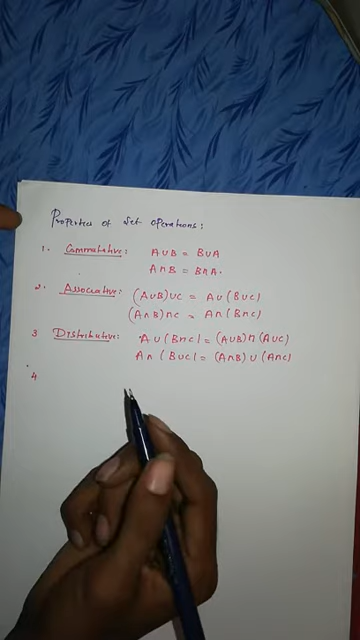 Properties of Set Operations:
1. Commutative: A∪B = B∪A
A∩B = B∩A.
2. Associative: (A∪B)∪C = A∪(B∪C)
(A∩B)∩C = A∩(B∩C)
3 Distributive: A∪(B∩C) = (A∪B)∩(A∪C)
A∩(B∪C) = (A∩B)∪(A∩C)
4